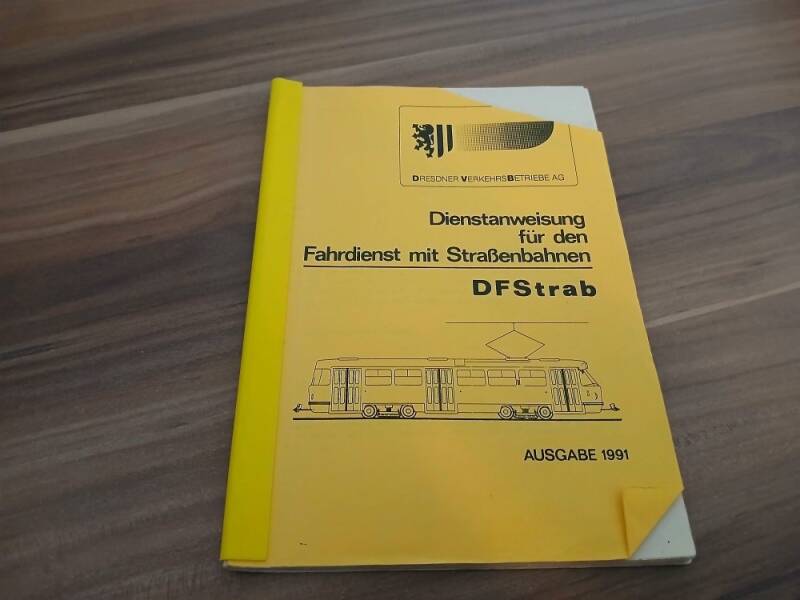 DRESDNER VERKEHRSBETRIEBE AG
Dienstanweisung
für den
Fahrdienst mit Straßenbahnen
DFStrab
AUSGABE 1991